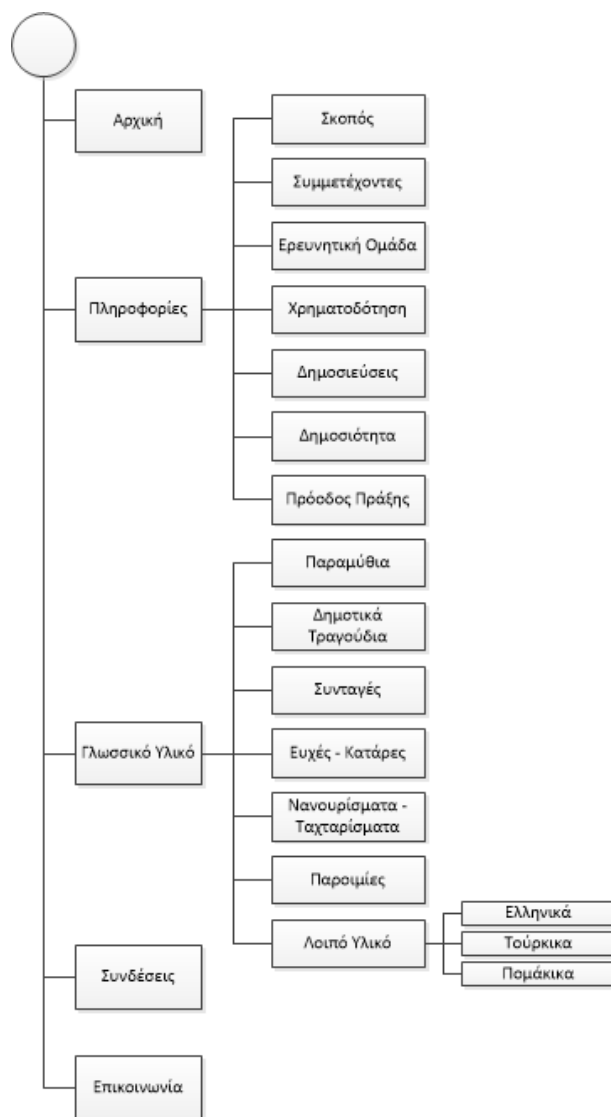 Αρχική
Πληροφορίες
Σκοπός
Συμμετέχοντες
Ερευνητική Ομάδα
Χρηματοδότηση
Δημοσιεύσεις
Δημοσιότητα
Πρόσδος Πράξης
Γλωσσικό Υλικό
Παραμύθια
Δημοτικά
Τραγούδια
Συνταγές
Ευχές - Κατάρες
Νανουρίσματα -
Ταχταρίσματα
Παροιμίες
Λοιπό Υλικό
Ελληνικά
Τούρκικα
Πομάκικα
Συνδέσεις
Επικοινωνία